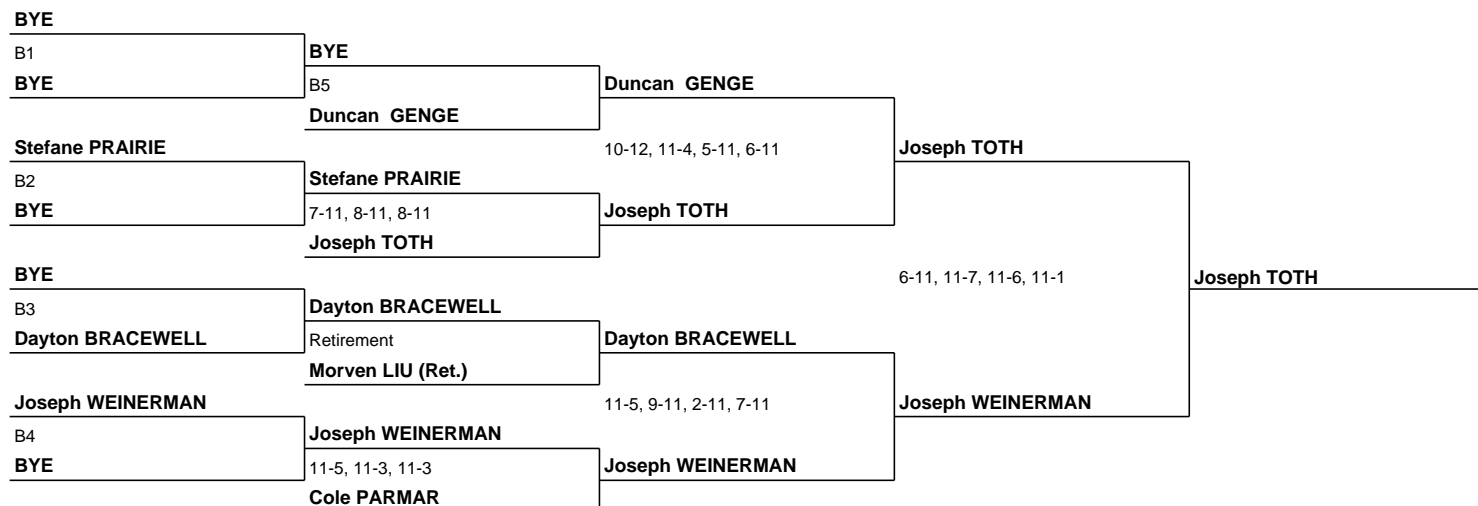 BYE
B1
BYE
BYE
B5
Duncan  GENGE
Duncan  GENGE
Stefane PRAIRIE
B2
BYE
Stefane PRAIRIE
7-11, 8-11, 8-11
Joseph TOTH
10-12, 11-4, 5-11, 6-11
Joseph TOTH
Joseph TOTH
BYE
B3
Dayton BRACEWELL
Dayton BRACEWELL
Retirement
Morven LIU (Ret.)
6-11, 11-7, 11-6, 11-1
Joseph TOTH
Dayton BRACEWELL
Joseph WEINERMAN
B4
BYE
Joseph WEINERMAN
11-5, 11-3, 11-3
Cole PARMAR
11-5, 9-11, 2-11, 7-11
Joseph WEINERMAN
Joseph WEINERMAN